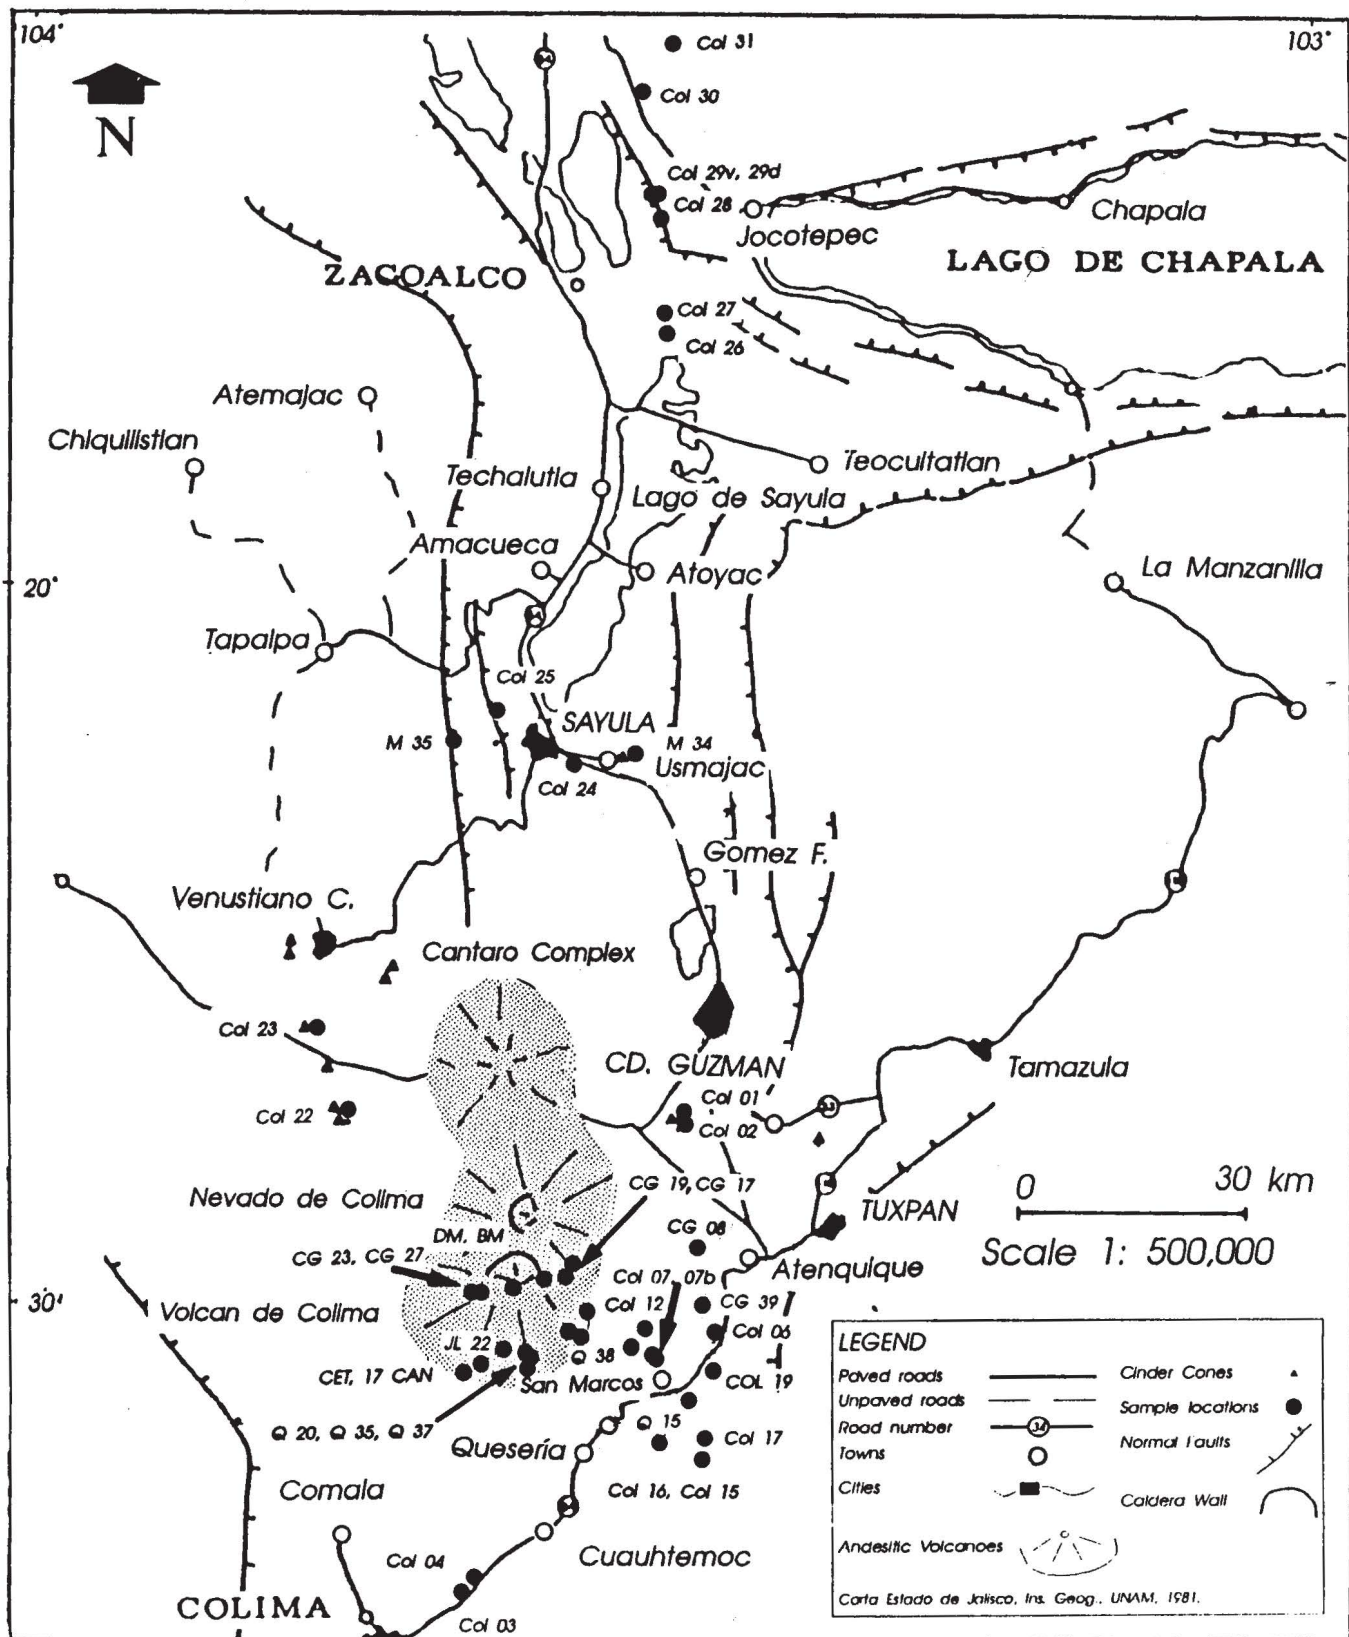 104°
103°
Col 31
Col 30
N
Col 29v, 29d
Col 28
Jocotepec
Chapala
ZACOALCO
LAGO DE CHAPALA
Col 27
Col 26
Atemajac
Chiquilistlan
Techalutla
Teocultatlan
Lago de Sayula
Amacueca
Atoyac
20°
La Manzanilla
Tapalpa
Col 25
SAYULA
M 35
M 34
Usmajac
Col 24
Gomez F.
Venustiano C.
Cantaro Complex
Col 23
CD. GUZMAN
Tamazula
Col 01
Col 22
Col 02
CG 19, CG 17
Nevado de Colima
0 30 km
TUXPAN
DM, BM
CG 08
Scale 1: 500,000
CG 23, CG 27
Atenquique
Col 07, 07b
30'
Volcan de Colima
Col 12
CG 39
Col 06
JL 22
Q 38
CET, 17 CAN
San Marcos
COL 19
Q 20, Q 35, Q 37
Q 15
Quesería
Col 17
Comala
Col 16, Col 15
Cuauhtemoc
Col 04
COLIMA
Col 03
LEGEND
Paved roads
Cinder Cones
Unpaved roads
Sample locations
Road number
34
Normal Faults
Towns
Cities
Caldera Wall
Andesitic Volcanoes
Carta Estado de Jalisco, Ins. Geog., UNAM, 1981.